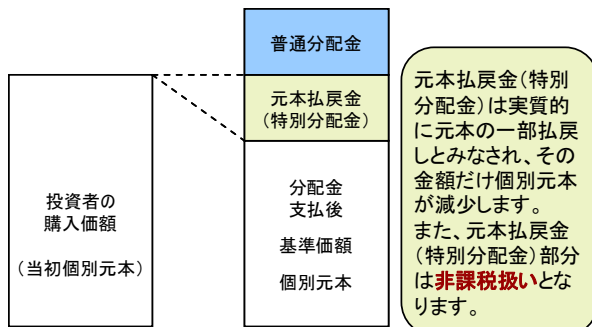 普通分配金
元本払戻金
(特別分配金)
投資者の
購入価額
(当初個別元本)
分配金
支払後
基準価額
個別元本
元本払戻金(特別
分配金)は実質的
に元本の一部払戻
しとみなされ、その
金額だけ個別元本
が減少します。
また、元本払戻金
(特別分配金)部分
は非課税扱いとな
ります。